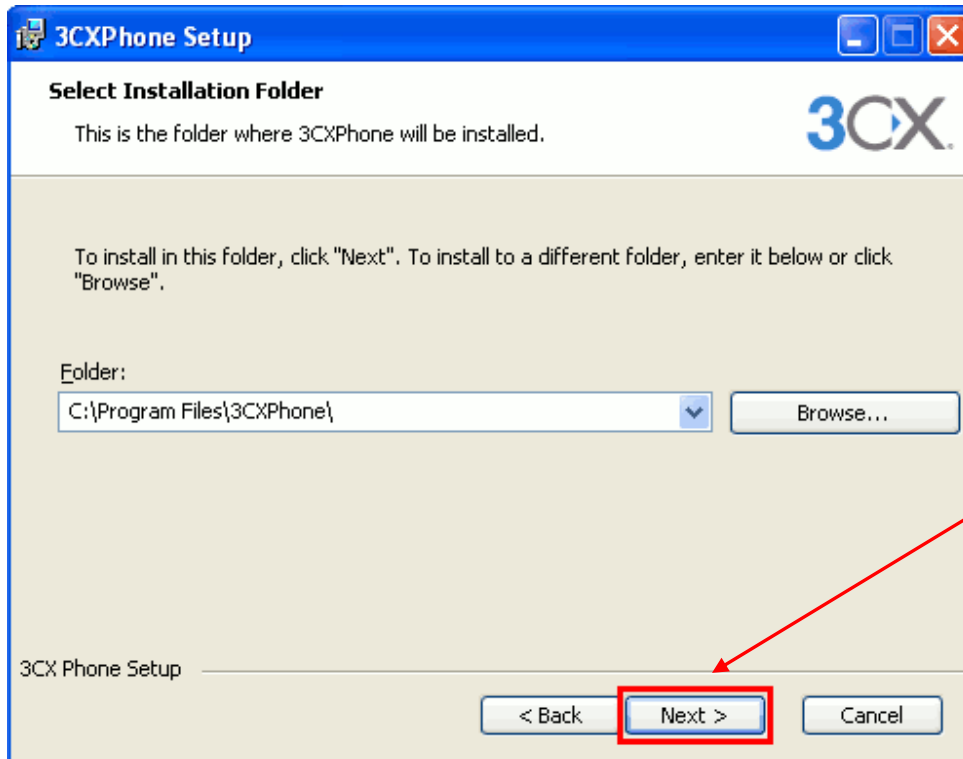 3CXPhone Setup
Select Installation Folder
This is the folder where 3CXPhone will be installed.
3CX
To install in this folder, click "Next". To install to a different folder, enter it below or click
"Browse".
Folder:
C:\Program Files\3CXPhone\
Browse...
3CX Phone Setup
< Back
Next >
Cancel